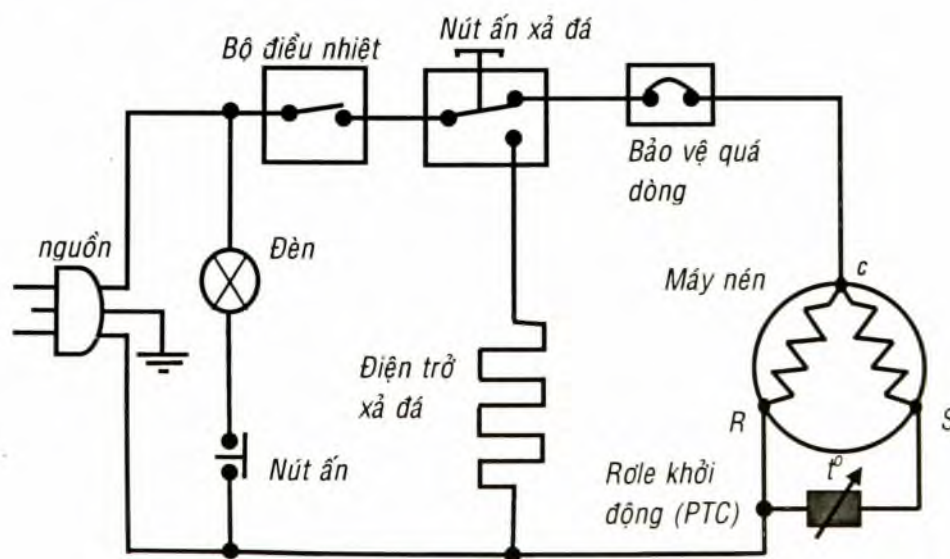 Nút ấn xả đá
Bộ điều nhiệt
Bảo vệ quá
dòng
nguồn
Đèn
c
Máy nén
Điện trở
xả đá
R
S
t⁰
Nút ấn
Rơle khởi
động (PTC)